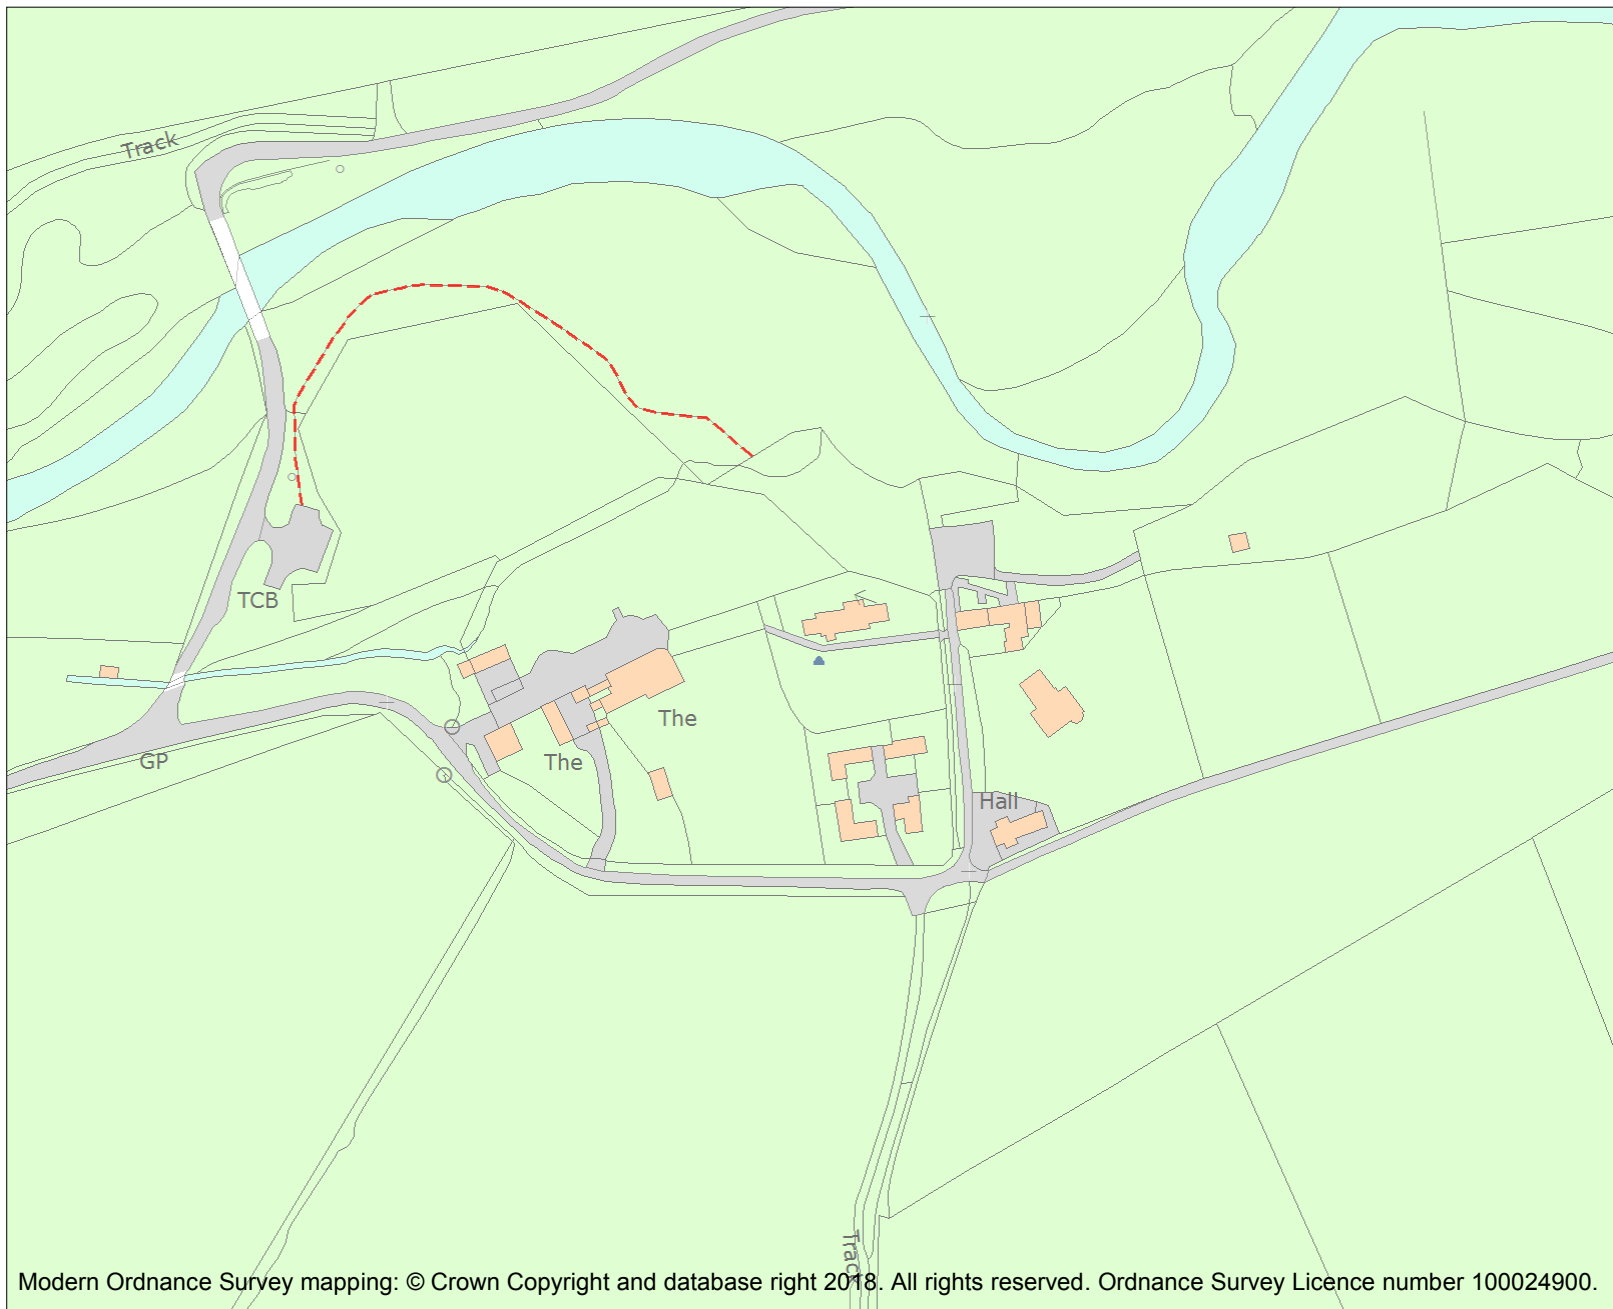 Track
TCB
The
The
GP
Hall
Track
Modern Ordnance Survey mapping: © Crown Copyright and database right 2018. All rights reserved. Ordnance Survey Licence number 100024900.